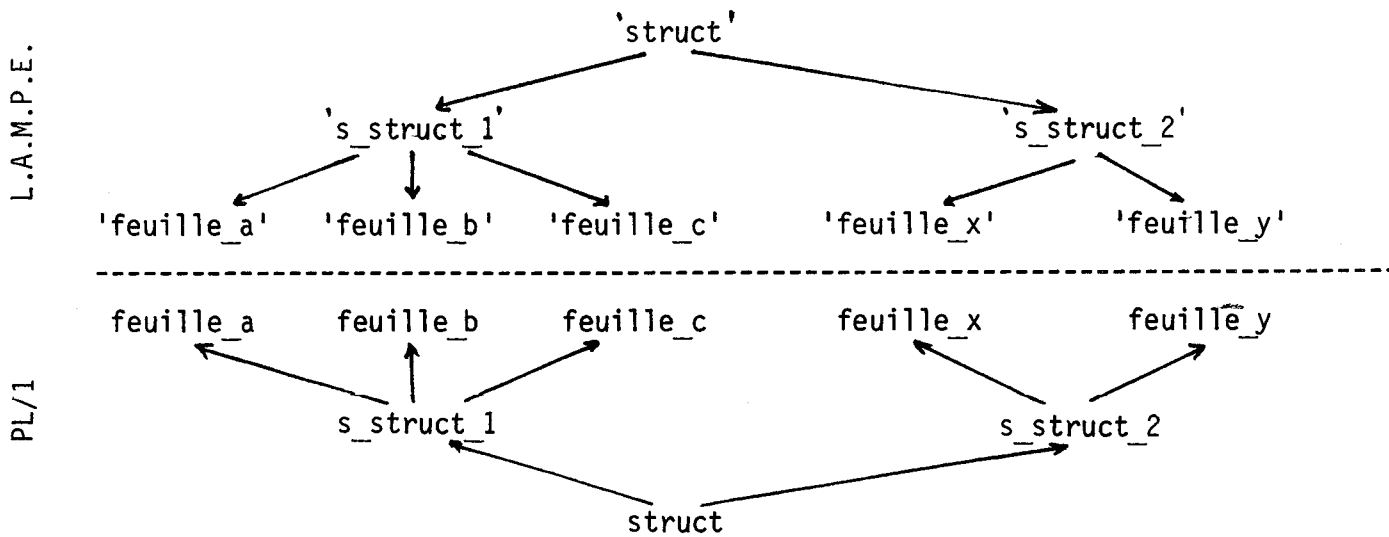 L.A.M.P.E.
'struct'
's_struct_1' 's_struct_2'
'feuille_a' 'feuille_b' 'feuille_c' 'feuille_x' 'feuille_y'
PL/1
feuille_a feuille_b feuille_c feuille_x feuille_y
s_struct_1 s_struct_2
struct